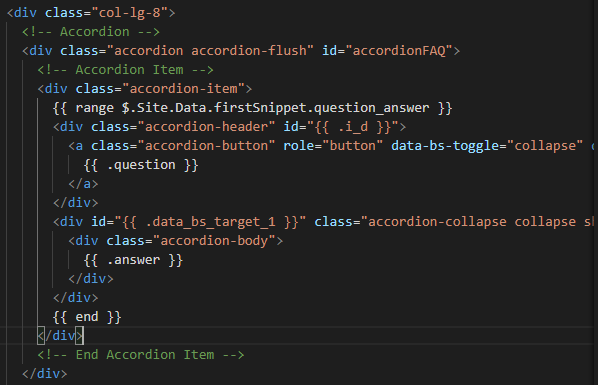 <div class="col-lg-8">
<!-- Accordion -->
<div class="accordion accordion-flush" id="accordionFAQ">
<!-- Accordion Item -->
<div class="accordion-item">
{{ range $.Site.Data.firstSnippet.question_answer }}
<div class="accordion-header" id="{{ .i_d }}">
<a class="accordion-button" role="button" data-bs-toggle="collapse"
{{ .question }}
</a>
</div>
<div id="{{ .data_bs_target_1 }}" class="accordion-collapse collapse
<div class="accordion-body">
{{ .answer }}
</div>
</div>
{{ end }}
</div>
<!-- End Accordion Item -->
</div>